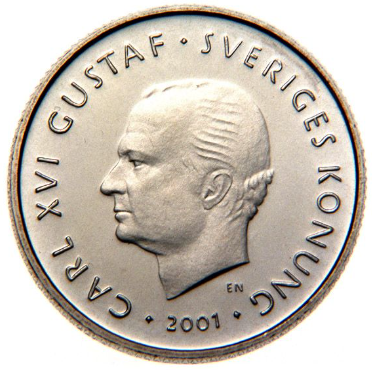 CARL XVI GUSTAF · SVERIGES KONUNG
· 2001 ·
EN